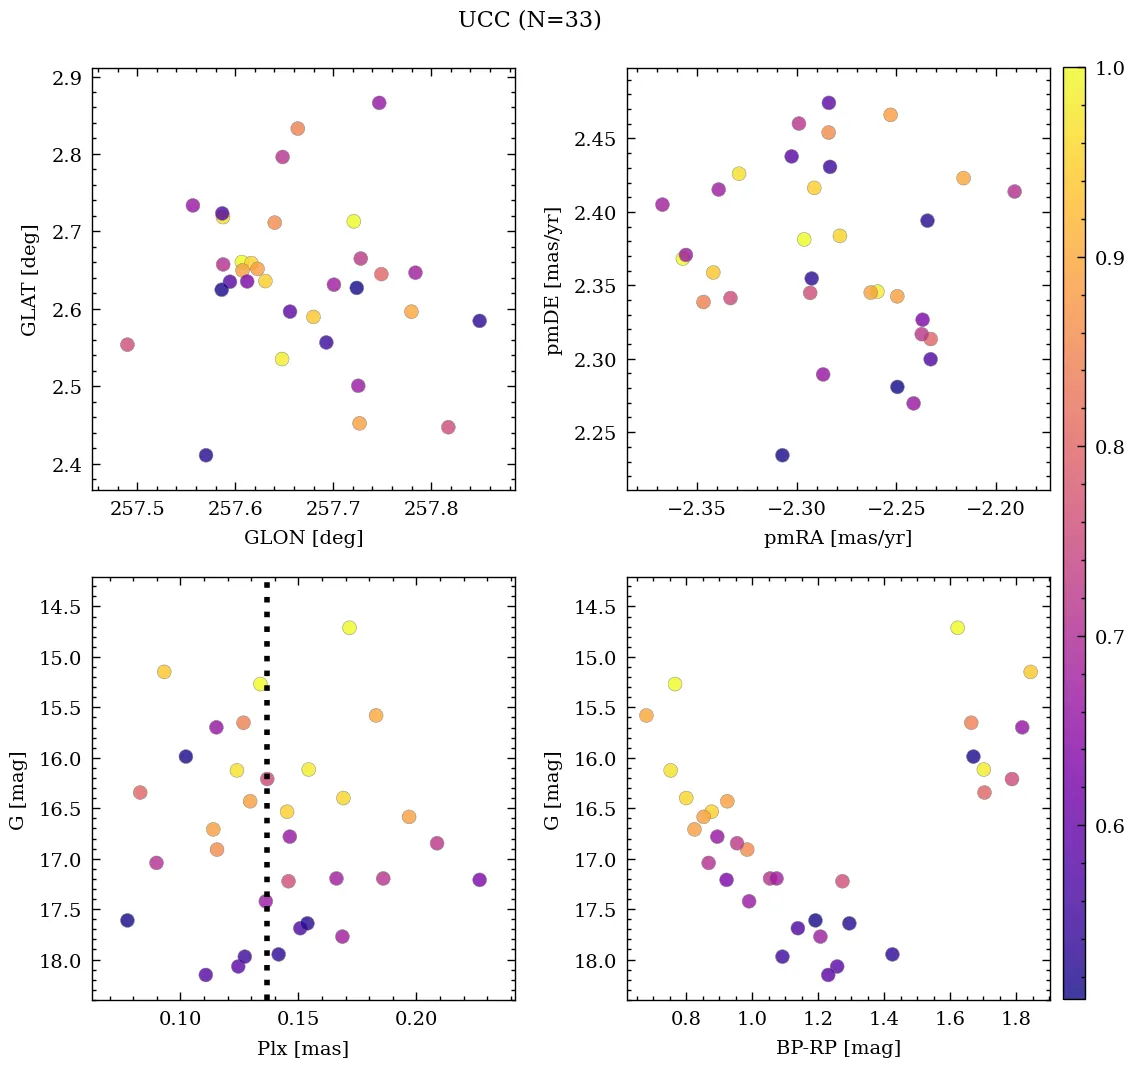 UCC (N=33)
2.9
2.8
2.7
2.6
2.5
2.4
GLAT [deg]
257.5 257.6 257.7 257.8
GLON [deg]
2.45
2.40
2.35
2.30
2.25
pmDE [mas/yr]
−2.35 −2.30 −2.25 −2.20
pmRA [mas/yr]
14.5
15.0
15.5
16.0
16.5
17.0
17.5
18.0
G [mag]
0.10 0.15 0.20
Plx [mas]
14.5
15.0
15.5
16.0
16.5
17.0
17.5
18.0
G [mag]
0.8 1.0 1.2 1.4 1.6 1.8
BP-RP [mag]
1.0
0.9
0.8
0.7
0.6